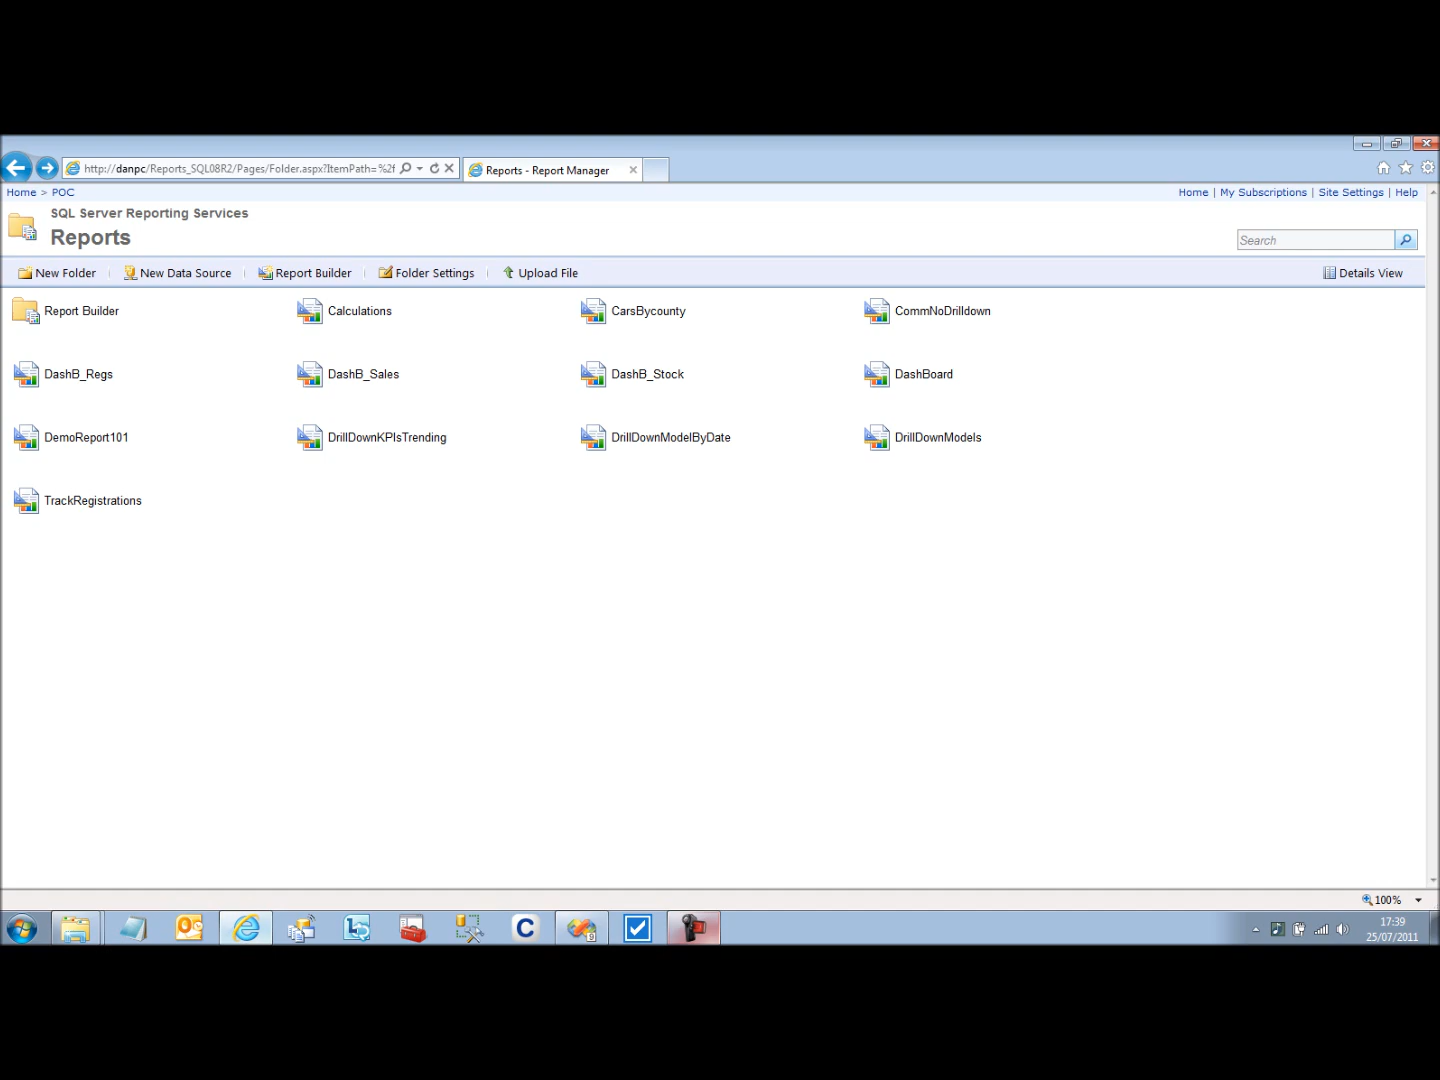 http://danpc/Reports_SQL08R2/Pages/Folder.aspx?ItemPath=%2f
Reports - Report Manager
Home > POC
Home | My Subscriptions | Site Settings | Help
SQL Server Reporting Services
Reports
Search
New Folder
New Data Source
Report Builder
Folder Settings
Upload File
Details View
Report Builder
Calculations
CarsBycounty
CommNoDrilldown
DashB_Regs
DashB_Sales
DashB_Stock
DashBoard
DemoReport101
DrillDownKPIsTrending
DrillDownModelByDate
DrillDownModels
TrackRegistrations
100%
C
9
17:39
25/07/2011